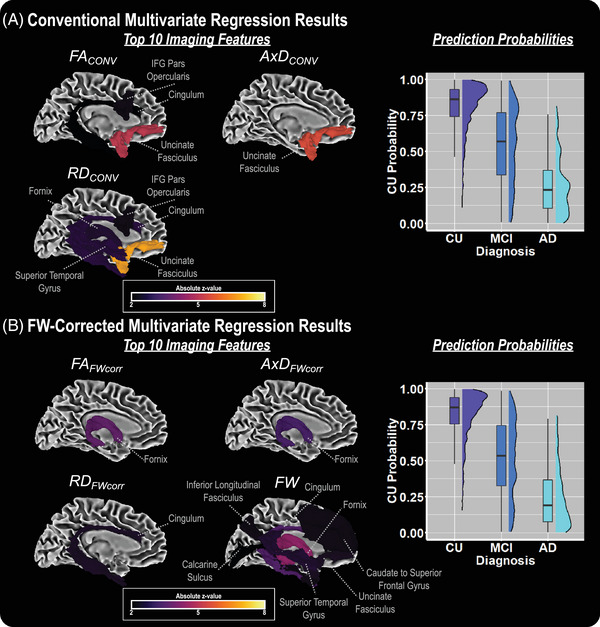 (A) Conventional Multivariate Regression Results
Top 10 Imaging Features
Prediction Probabilities
FACONV
AxDCONV
IFG Pars
Opercularis
Cingulum
Uncinate
Fasciculus
Uncinate
Fasciculus
RDCONV
Fornix
IFG Pars
Opercularis
Cingulum
Superior Temporal
Gyrus
Uncinate
Fasciculus
Absolute z-value
2 5 8
CU Probability
1.00
0.75
0.50
0.25
0.00
CU MCI AD
Diagnosis
(B) FW-Corrected Multivariate Regression Results
Top 10 Imaging Features
Prediction Probabilities
FAFWcorr
AxDFWcorr
Fornix
Fornix
RDFWcorr
FW
Cingulum
Inferior Longitudinal
Fasciculus
Cingulum
Fornix
Calcarine
Sulcus
Caudate to Superior
Frontal Gyrus
Superior Temporal
Gyrus
Uncinate
Fasciculus
Absolute z-value
2 5 8
CU Probability
1.00
0.75
0.50
0.25
0.00
CU MCI AD
Diagnosis